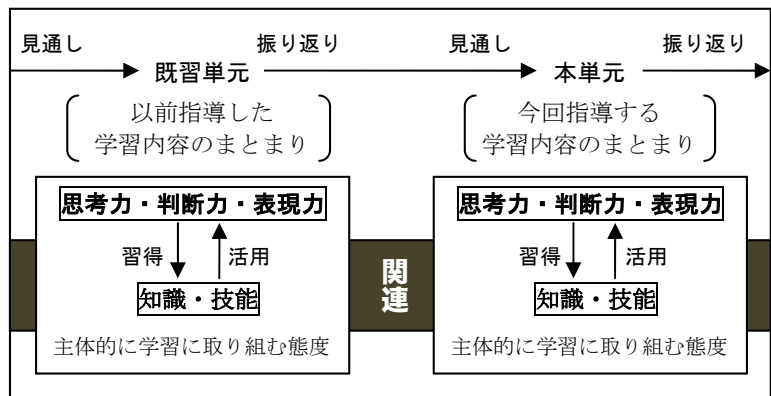 見通し
振り返り
見通し
振り返り
既習単元
本単元
以前指導した
学習内容のまとまり
今回指導する
学習内容のまとまり
思考力・判断力・表現力
習得
活用
知識・技能
主体的に学習に取り組む態度
関連
思考力・判断力・表現力
習得
活用
知識・技能
主体的に学習に取り組む態度